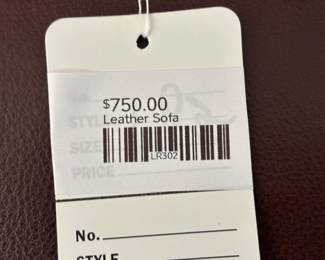 $750.00
Leather Sofa
STYLE
SIZE
PRICE
LR302
No.
STYLE